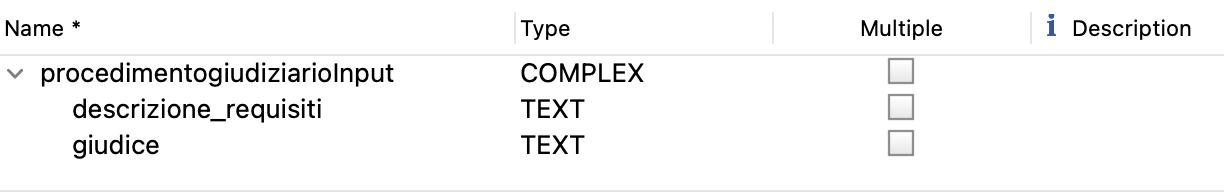 Name * Type Multiple i Description
procedimentogiudiziarioInput COMPLEX
descrizione_requisiti TEXT
giudice TEXT